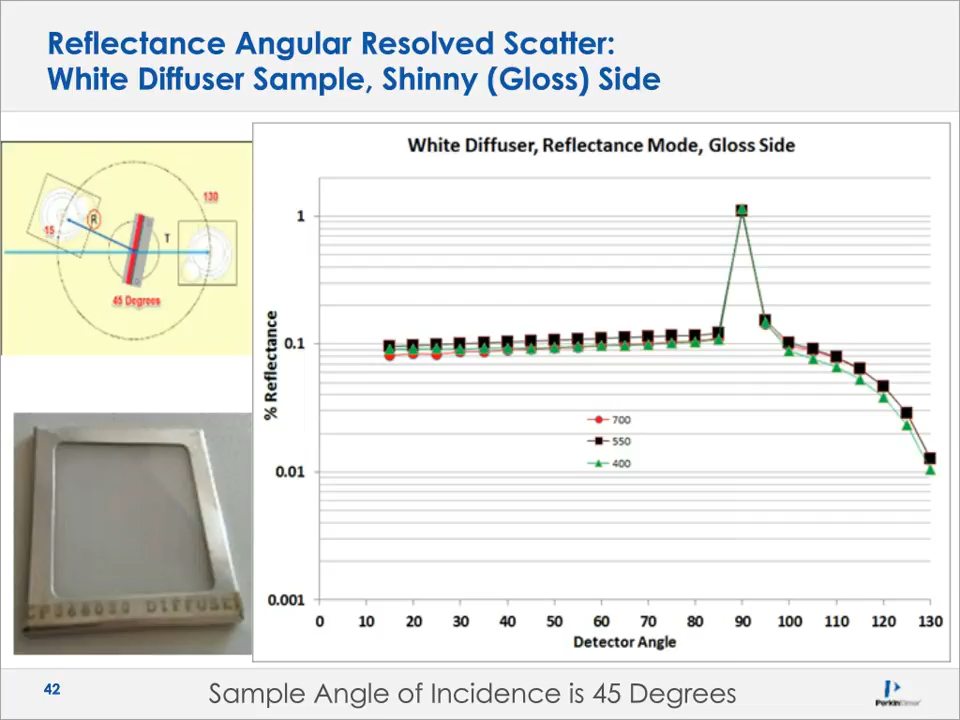 Reflectance Angular Resolved Scatter:
White Diffuser Sample, Shinny (Gloss) Side
130
R
15
T
45 Degrees
White Diffuser, Reflectance Mode, Gloss Side
1
0.1
0.01
0.001
% Reflectance
700
550
400
0 10 20 30 40 50 60 70 80 90 100 110 120 130
Detector Angle
DIFFUSER
42
Sample Angle of Incidence is 45 Degrees
PerkinElmer